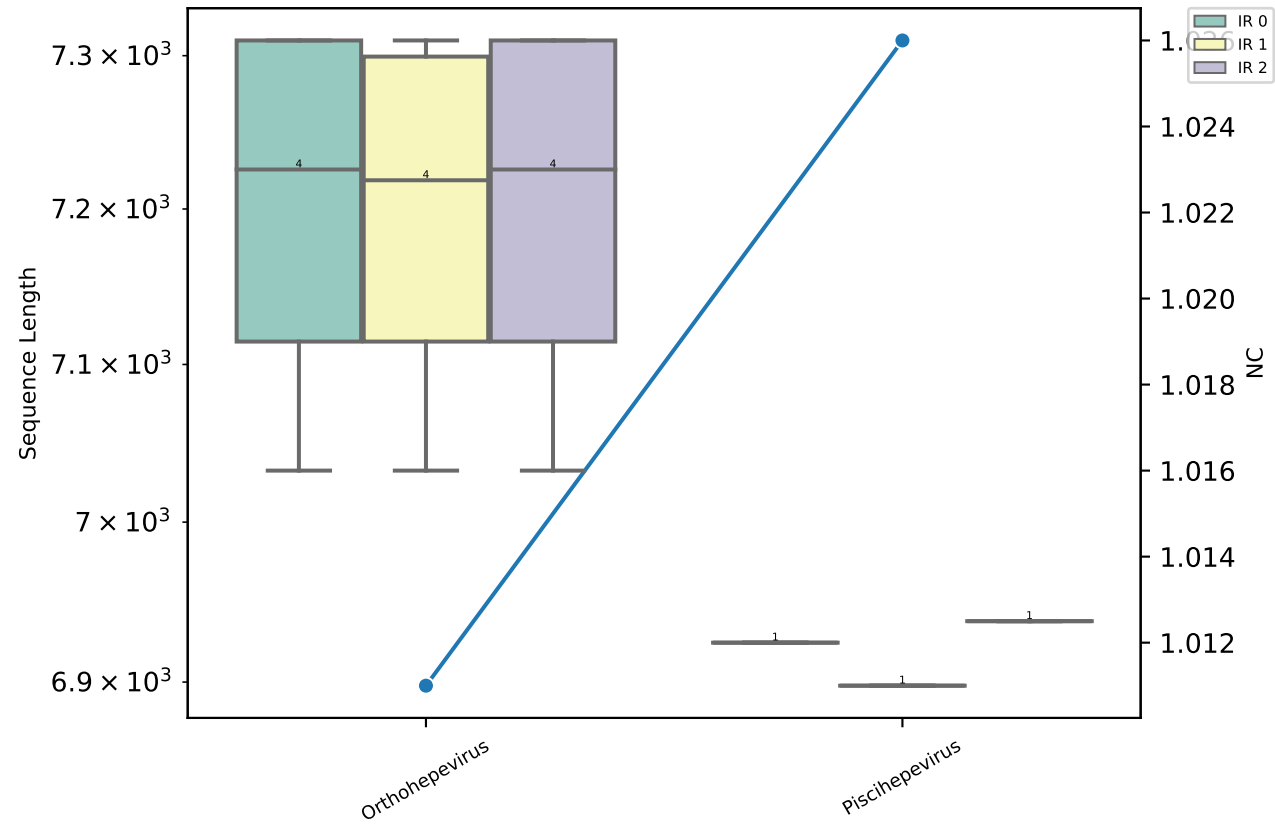 7.3 × 10³
7.2 × 10³
7.1 × 10³
7 × 10³
6.9 × 10³
Sequence Length
4
4
4
1
1
1
Orthohepevirus
Piscihepevirus
1.026
1.024
1.022
1.020
1.018
1.016
1.014
1.012
NC
IR 0
IR 1
IR 2